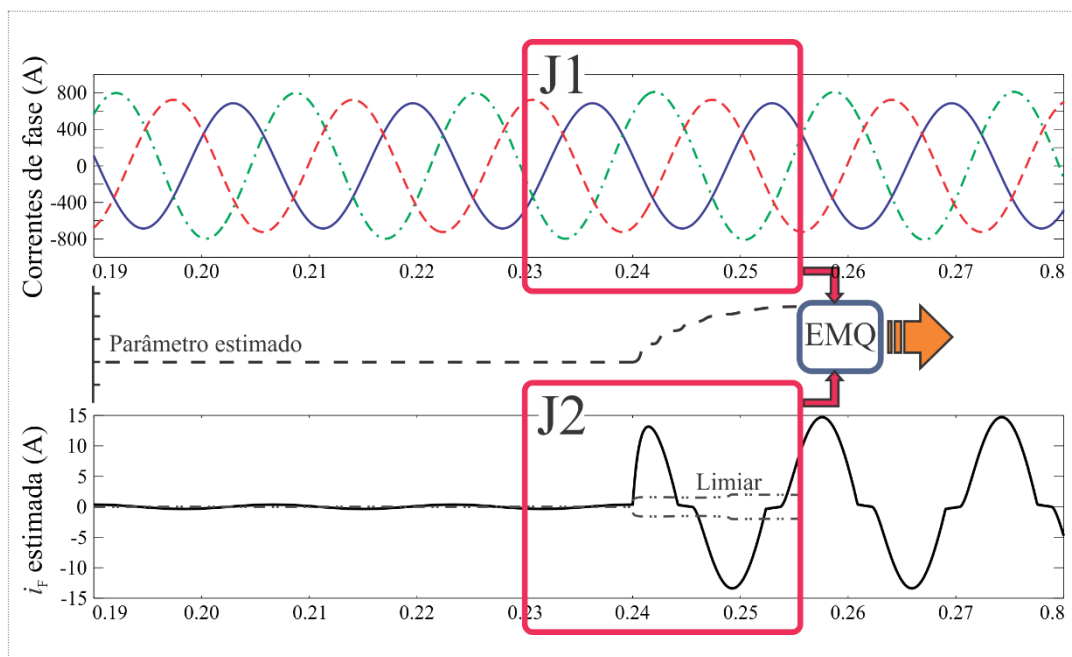 J1
Correntes de fase (A)
800
400
0
-400
-800
0.19 0.20 0.21 0.22 0.23 0.24 0.25 0.26 0.27 0.8
Parâmetro estimado
EMQ
J2
iF estimada (A)
15
10
5
0
-5
-10
-15
Limiar
0.19 0.20 0.21 0.22 0.23 0.24 0.25 0.26 0.27 0.8